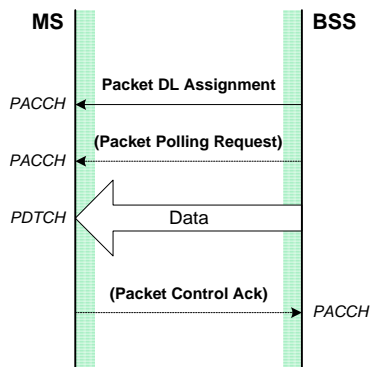 MS BSS
Packet DL Assignment
PACCH
(Packet Polling Request)
PACCH
PDTCH Data
(Packet Control Ack)
PACCH